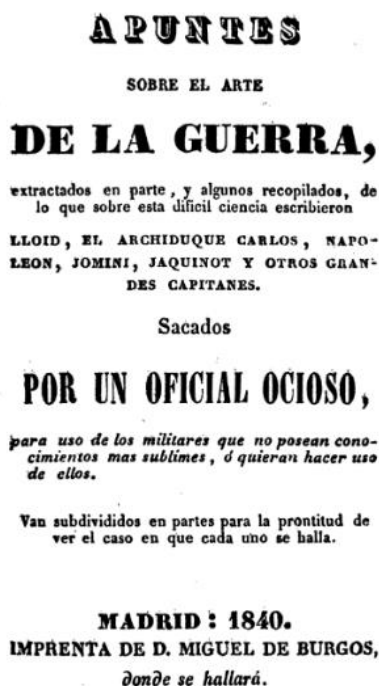 APUNTES
SOBRE EL ARTE
DE LA GUERRA,
extractados en parte, y algunos recopilados, de
lo que sobre esta dificil ciencia escribieron
LLOID, EL ARCHIDUQUE CARLOS, NAPO-
LEON, JOMINI, JAQUINOT Y OTROS GRAN-
DES CAPITANES.
Sacados
POR UN OFICIAL OCIOSO,
para uso de los militares que no posean cono-
cimientos mas sublimes, ó quieran hacer uso
de ellos.
Van subdivididos en partes para la prontitud de
ver el caso en que cada uno se halla.
MADRID: 1840.
IMPRENTA DE D. MIGUEL DE BURGOS,
donde se hallará.